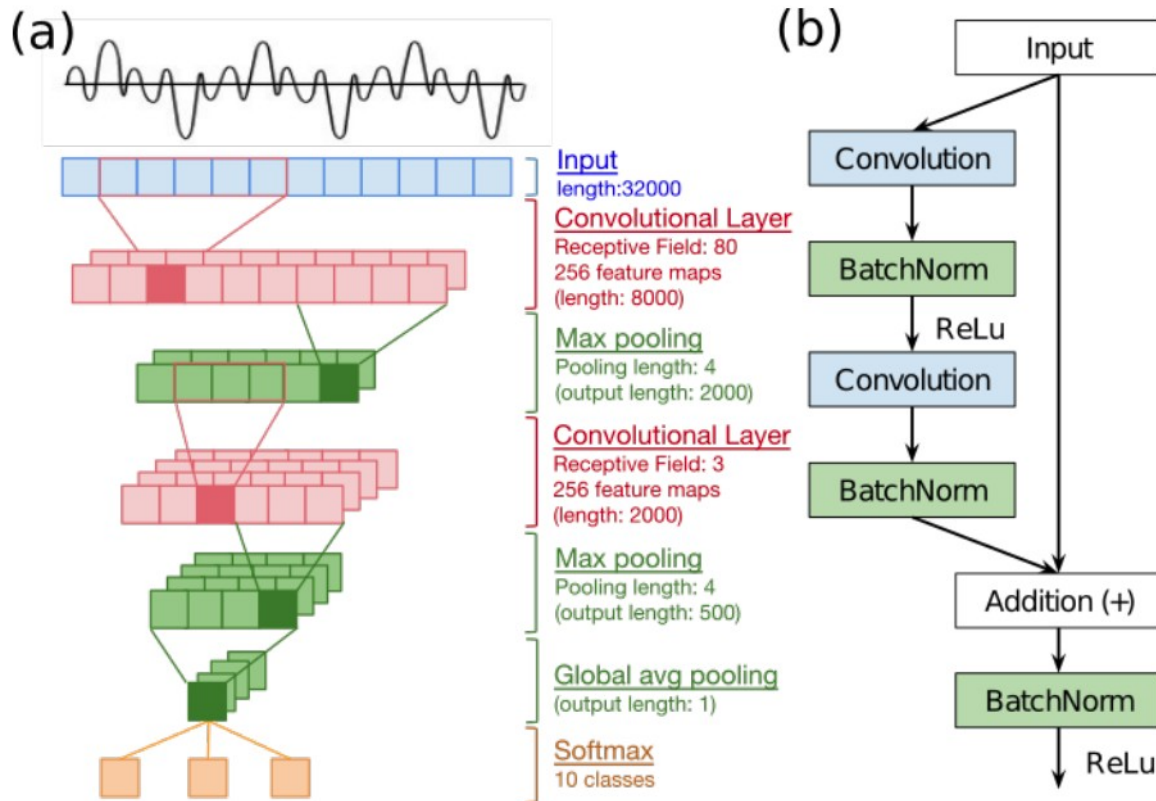 (a)
Input
length:32000
Convolutional Layer
Receptive Field: 80
256 feature maps
(length: 8000)
Max pooling
Pooling length: 4
(output length: 2000)
Convolutional Layer
Receptive Field: 3
256 feature maps
(length: 2000)
Max pooling
Pooling length: 4
(output length: 500)
Global avg pooling
(output length: 1)
Softmax
10 classes
(b)
Input
Convolution
BatchNorm
ReLu
Convolution
BatchNorm
Addition (+)
BatchNorm
ReLu